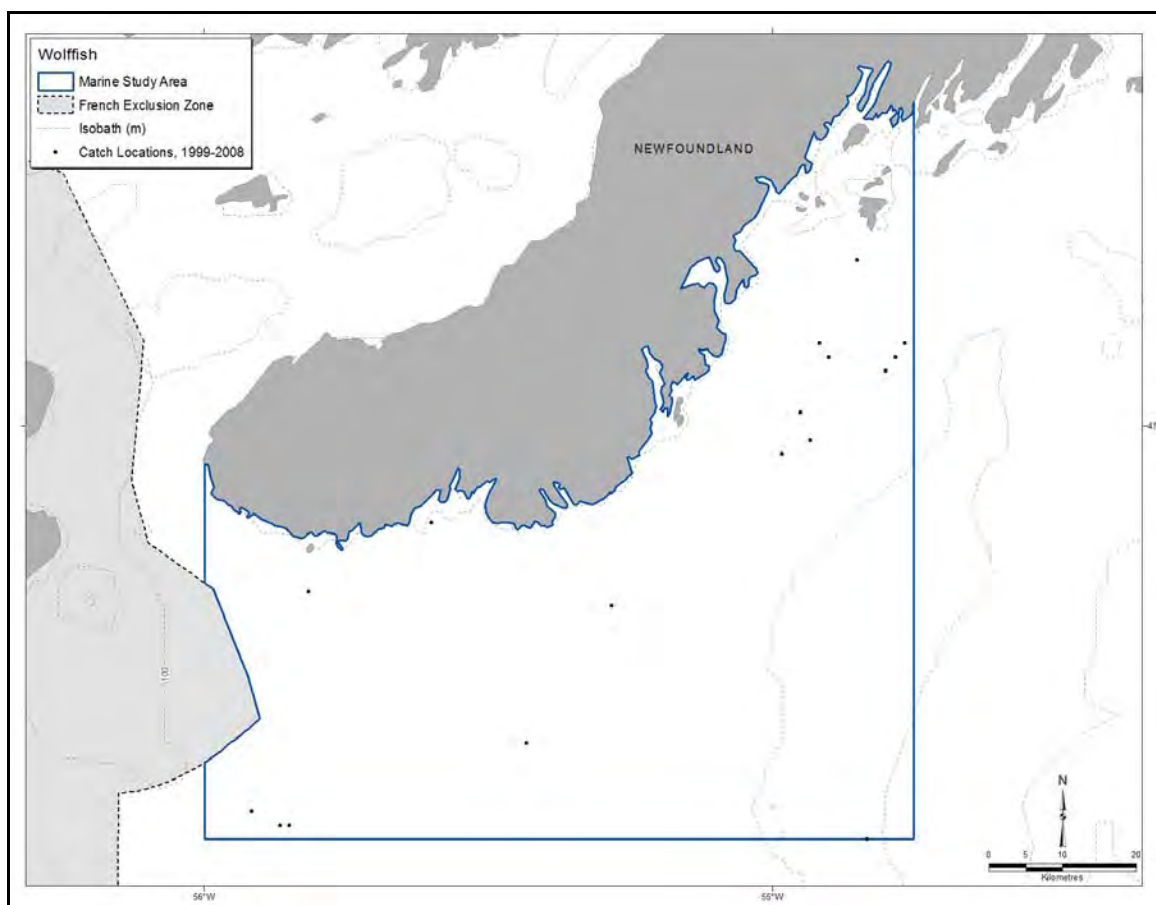 Wolffish
Marine Study Area
French Exclusion Zone
Isobath (m)
Catch Locations, 1999-2008
NEWFOUNDLAND
100
N
0 5 10 20
Kilometres
56°W
55°W